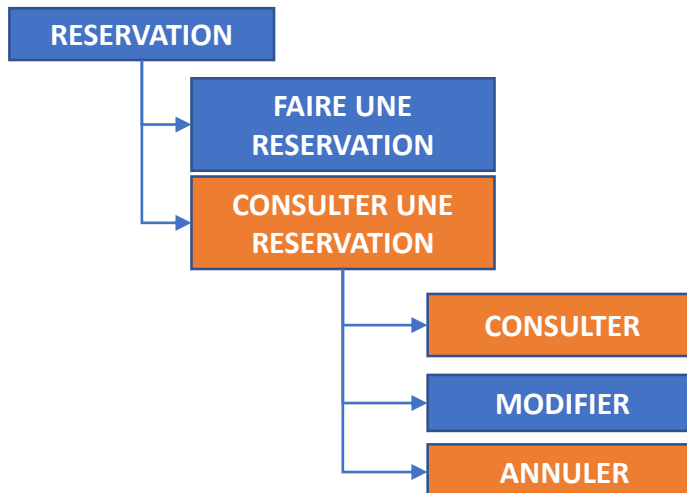 RESERVATION
FAIRE UNE
RESERVATION
CONSULTER UNE
RESERVATION
CONSULTER
MODIFIER
ANNULER